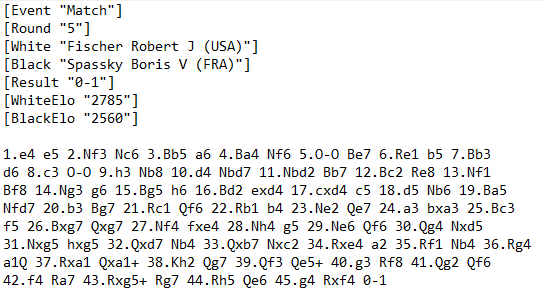 [Event "Match"]
[Round "5"]
[White "Fischer Robert J (USA)"]
[Black "Spassky Boris V (FRA)"]
[Result "0-1"]
[WhiteElo "2785"]
[BlackElo "2560"]

1.e4 e5 2.Nf3 Nc6 3.Bb5 a6 4.Ba4 Nf6 5.O-O Be7 6.Re1 b5 7.Bb3
d6 8.c3 O-O 9.h3 Nb8 10.d4 Nbd7 11.Nbd2 Bb7 12.Bc2 Re8 13.Nf1
Bf8 14.Ng3 g6 15.Bg5 h6 16.Bd2 exd4 17.cxd4 c5 18.d5 Nb6 19.Ba5
Nfd7 20.b3 Bg7 21.Rc1 Qf6 22.Rb1 b4 23.Ne2 Qe7 24.a3 bxa3 25.Bc3
f5 26.Bxg7 Qxg7 27.Nf4 fxe4 28.Nh4 g5 29.Ne6 Qf6 30.Qg4 Nxd5
31.Nxg5 hxg5 32.Qxd7 Nb4 33.Qxb7 Nxc2 34.Rxe4 a2 35.Rf1 Nb4 36.Rg4
a1Q 37.Rxa1 Qxa1+ 38.Kh2 Qg7 39.Qf3 Qe5+ 40.g3 Rf8 41.Qg2 Qf6
42.f4 Ra7 43.Rxg5+ Rg7 44.Rh5 Qe6 45.g4 Rxf4 0-1